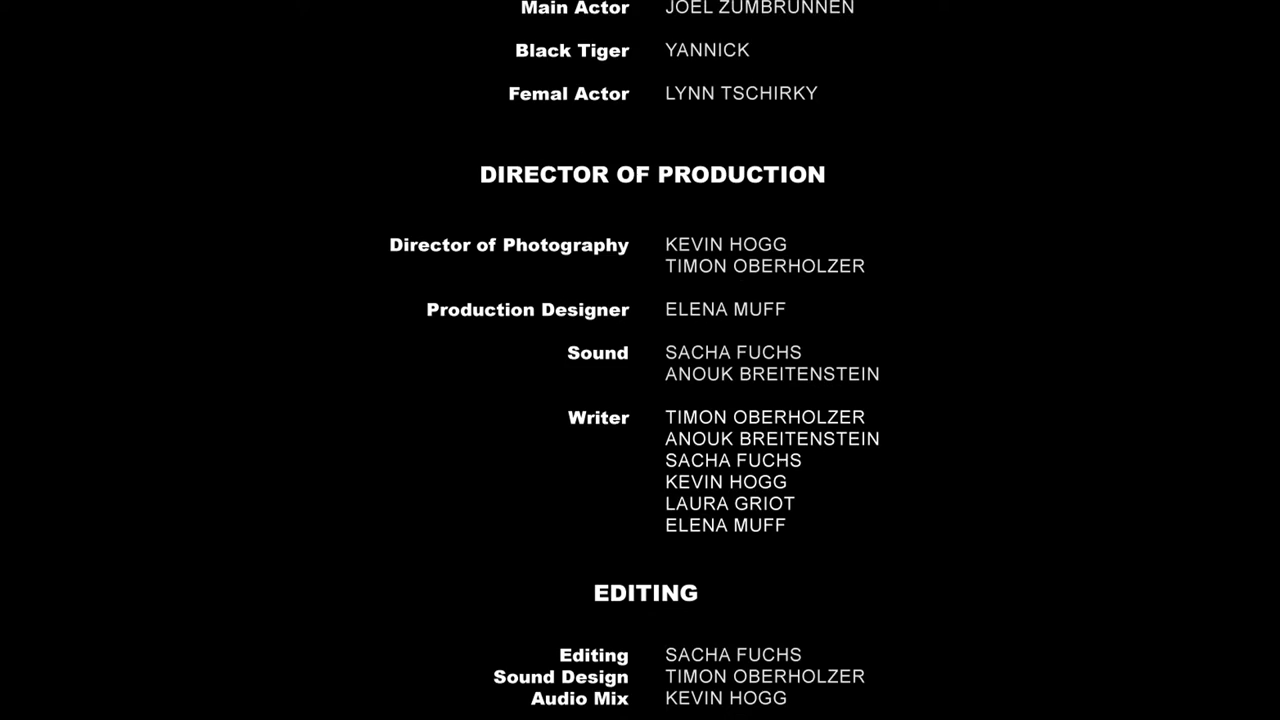 Main Actor JOEL ZUMBRUNNEN
Black Tiger YANNICK
Femal Actor LYNN TSCHIRKY
DIRECTOR OF PRODUCTION
Director of Photography KEVIN HOGG
TIMON OBERHOLZER
Production Designer ELENA MUFF
Sound SACHA FUCHS
ANOUK BREITENSTEIN
Writer TIMON OBERHOLZER
ANOUK BREITENSTEIN
SACHA FUCHS
KEVIN HOGG
LAURA GRIOT
ELENA MUFF
EDITING
Editing SACHA FUCHS
Sound Design TIMON OBERHOLZER
Audio Mix KEVIN HOGG